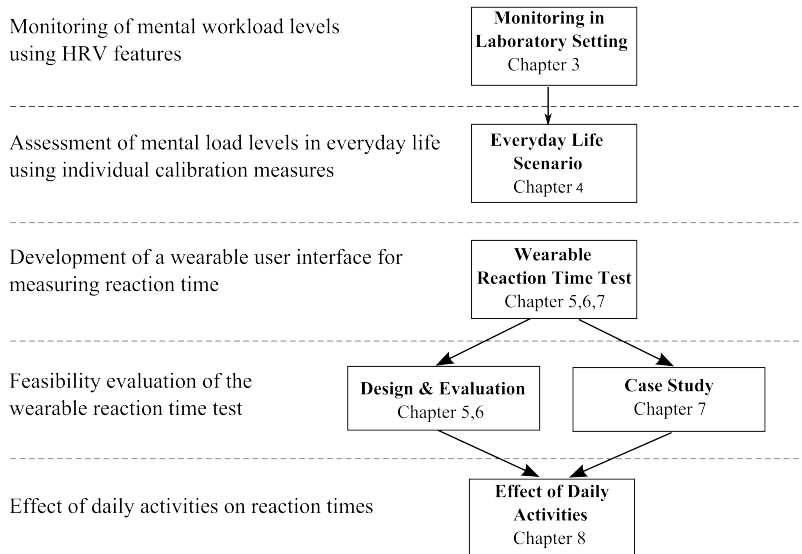 Monitoring of mental workload levels
using HRV features
Monitoring in
Laboratory Setting
Chapter 3
Assessment of mental load levels in everyday life
using individual calibration measures
Everyday Life
Scenario
Chapter 4
Development of a wearable user interface for
measuring reaction time
Wearable
Reaction Time Test
Chapter 5,6,7
Feasibility evaluation of the
wearable reaction time test
Design & Evaluation
Chapter 5,6
Case Study
Chapter 7
Effect of daily activities on reaction times
Effect of Daily
Activities
Chapter 8